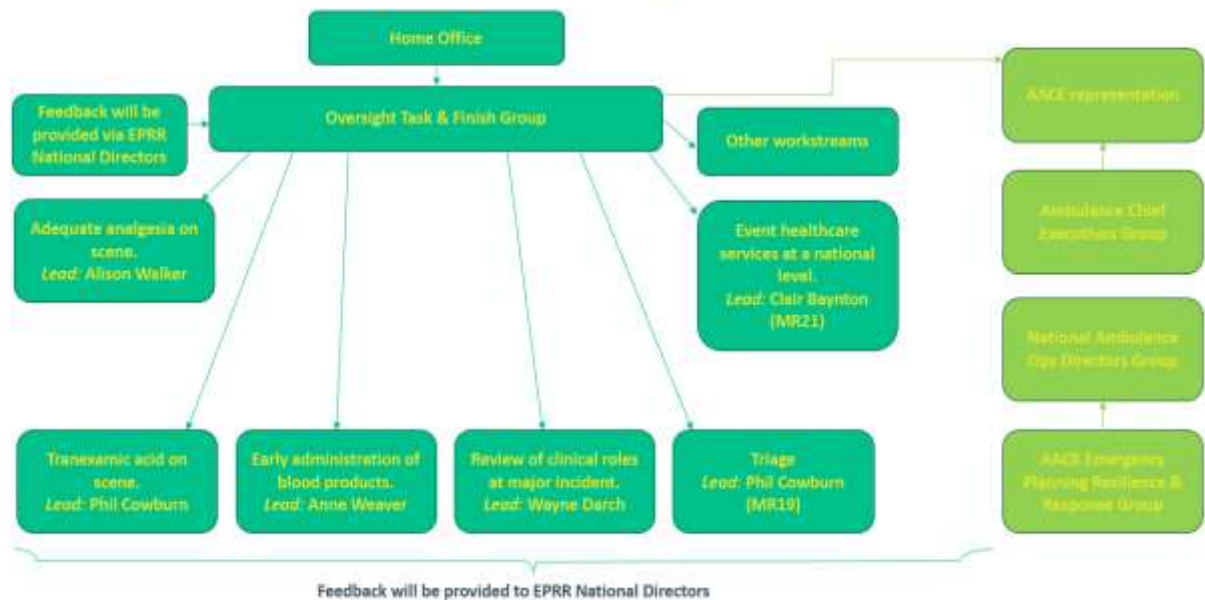 Home Office
Feedback will be
provided via EPRR
National Directors
Oversight Task & Finish Group
Other workstreams
AACE representation
Adequate analgesia on
scene.
Lead: Alison Walker
Event healthcare
services at a national
level.
Lead: Clair Baynton
(MR21)
Ambulance Chief
Executives Group
National Ambulance
Ops Directors Group
Tranexamic acid on
scene.
Lead: Phil Cowburn
Early administration of
blood products.
Lead: Anne Weaver
Review of clinical roles
at major incident.
Lead: Wayne Darch
Triage
Lead: Phil Cowburn
(MR19)
AACE Emergency
Planning Resilience &
Response Group
Feedback will be provided to EPRR National Directors